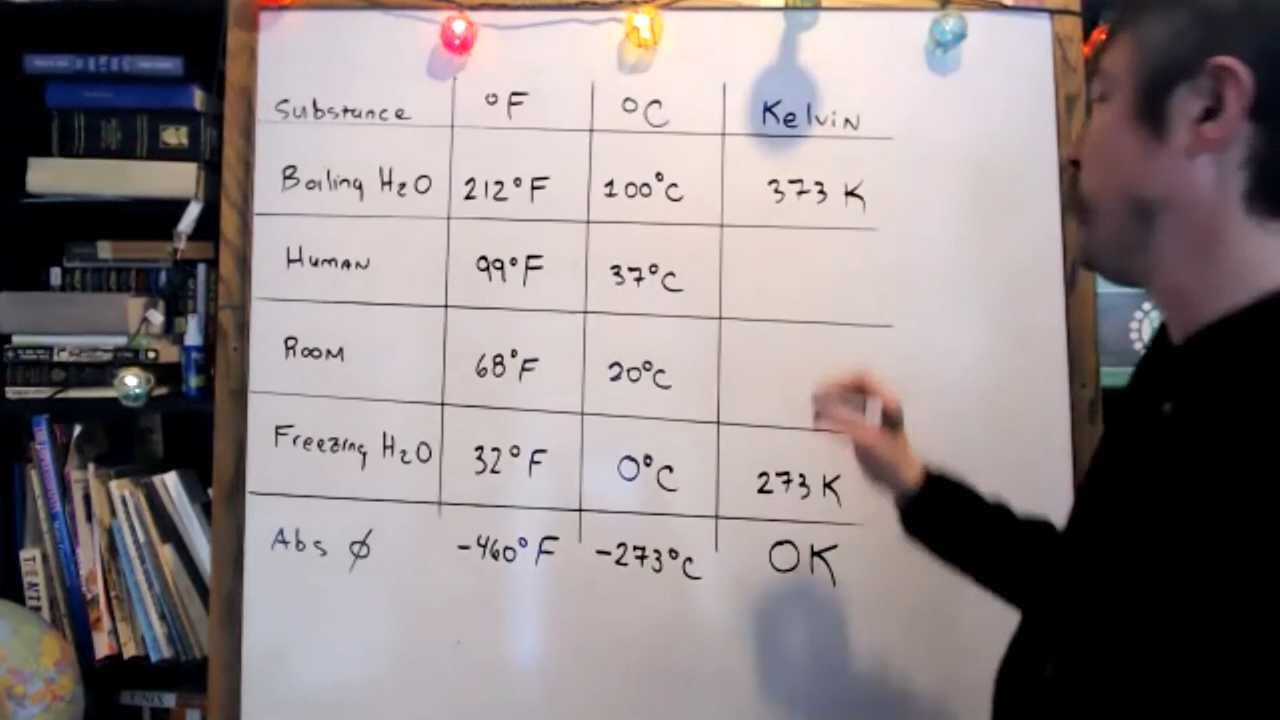 Substance °F °C Kelvin
Boiling H2O 212°F 100°C 373 K
Human 99°F 37°C
Room 68°F 20°C
Freezing H2O 32°F 0°C 273 K
Abs Ø -460°F -273°C 0K
UNIX